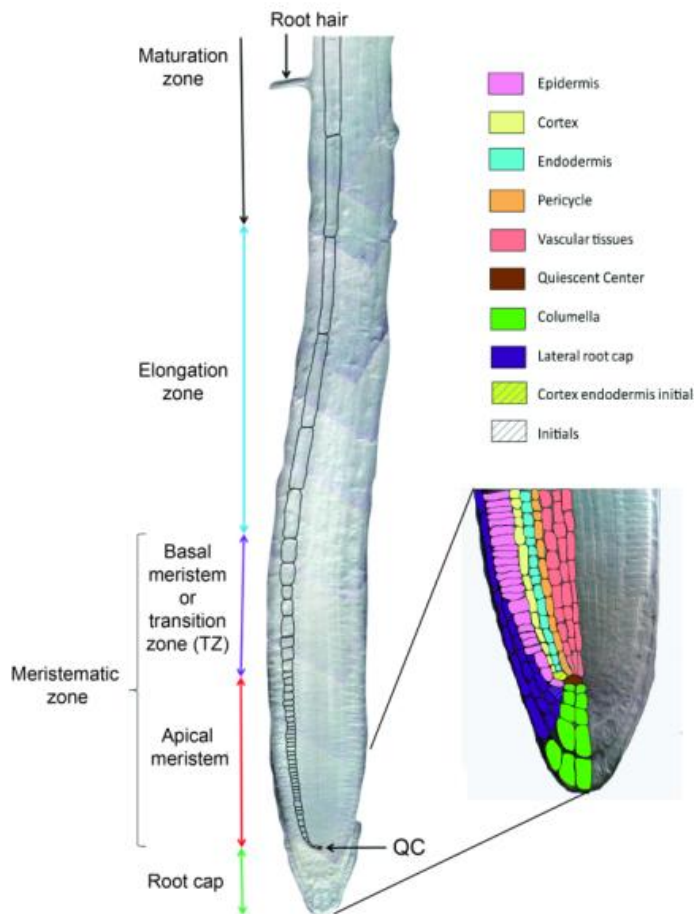 Root hair
Maturation
zone
Elongation
zone
Basal
meristem
or
transition
zone (TZ)
Meristematic
zone
Apical
meristem
QC
Root cap
Epidermis
Cortex
Endodermis
Pericycle
Vascular tissues
Quiescent Center
Columella
Lateral root cap
Cortex endodermis initial
Initials